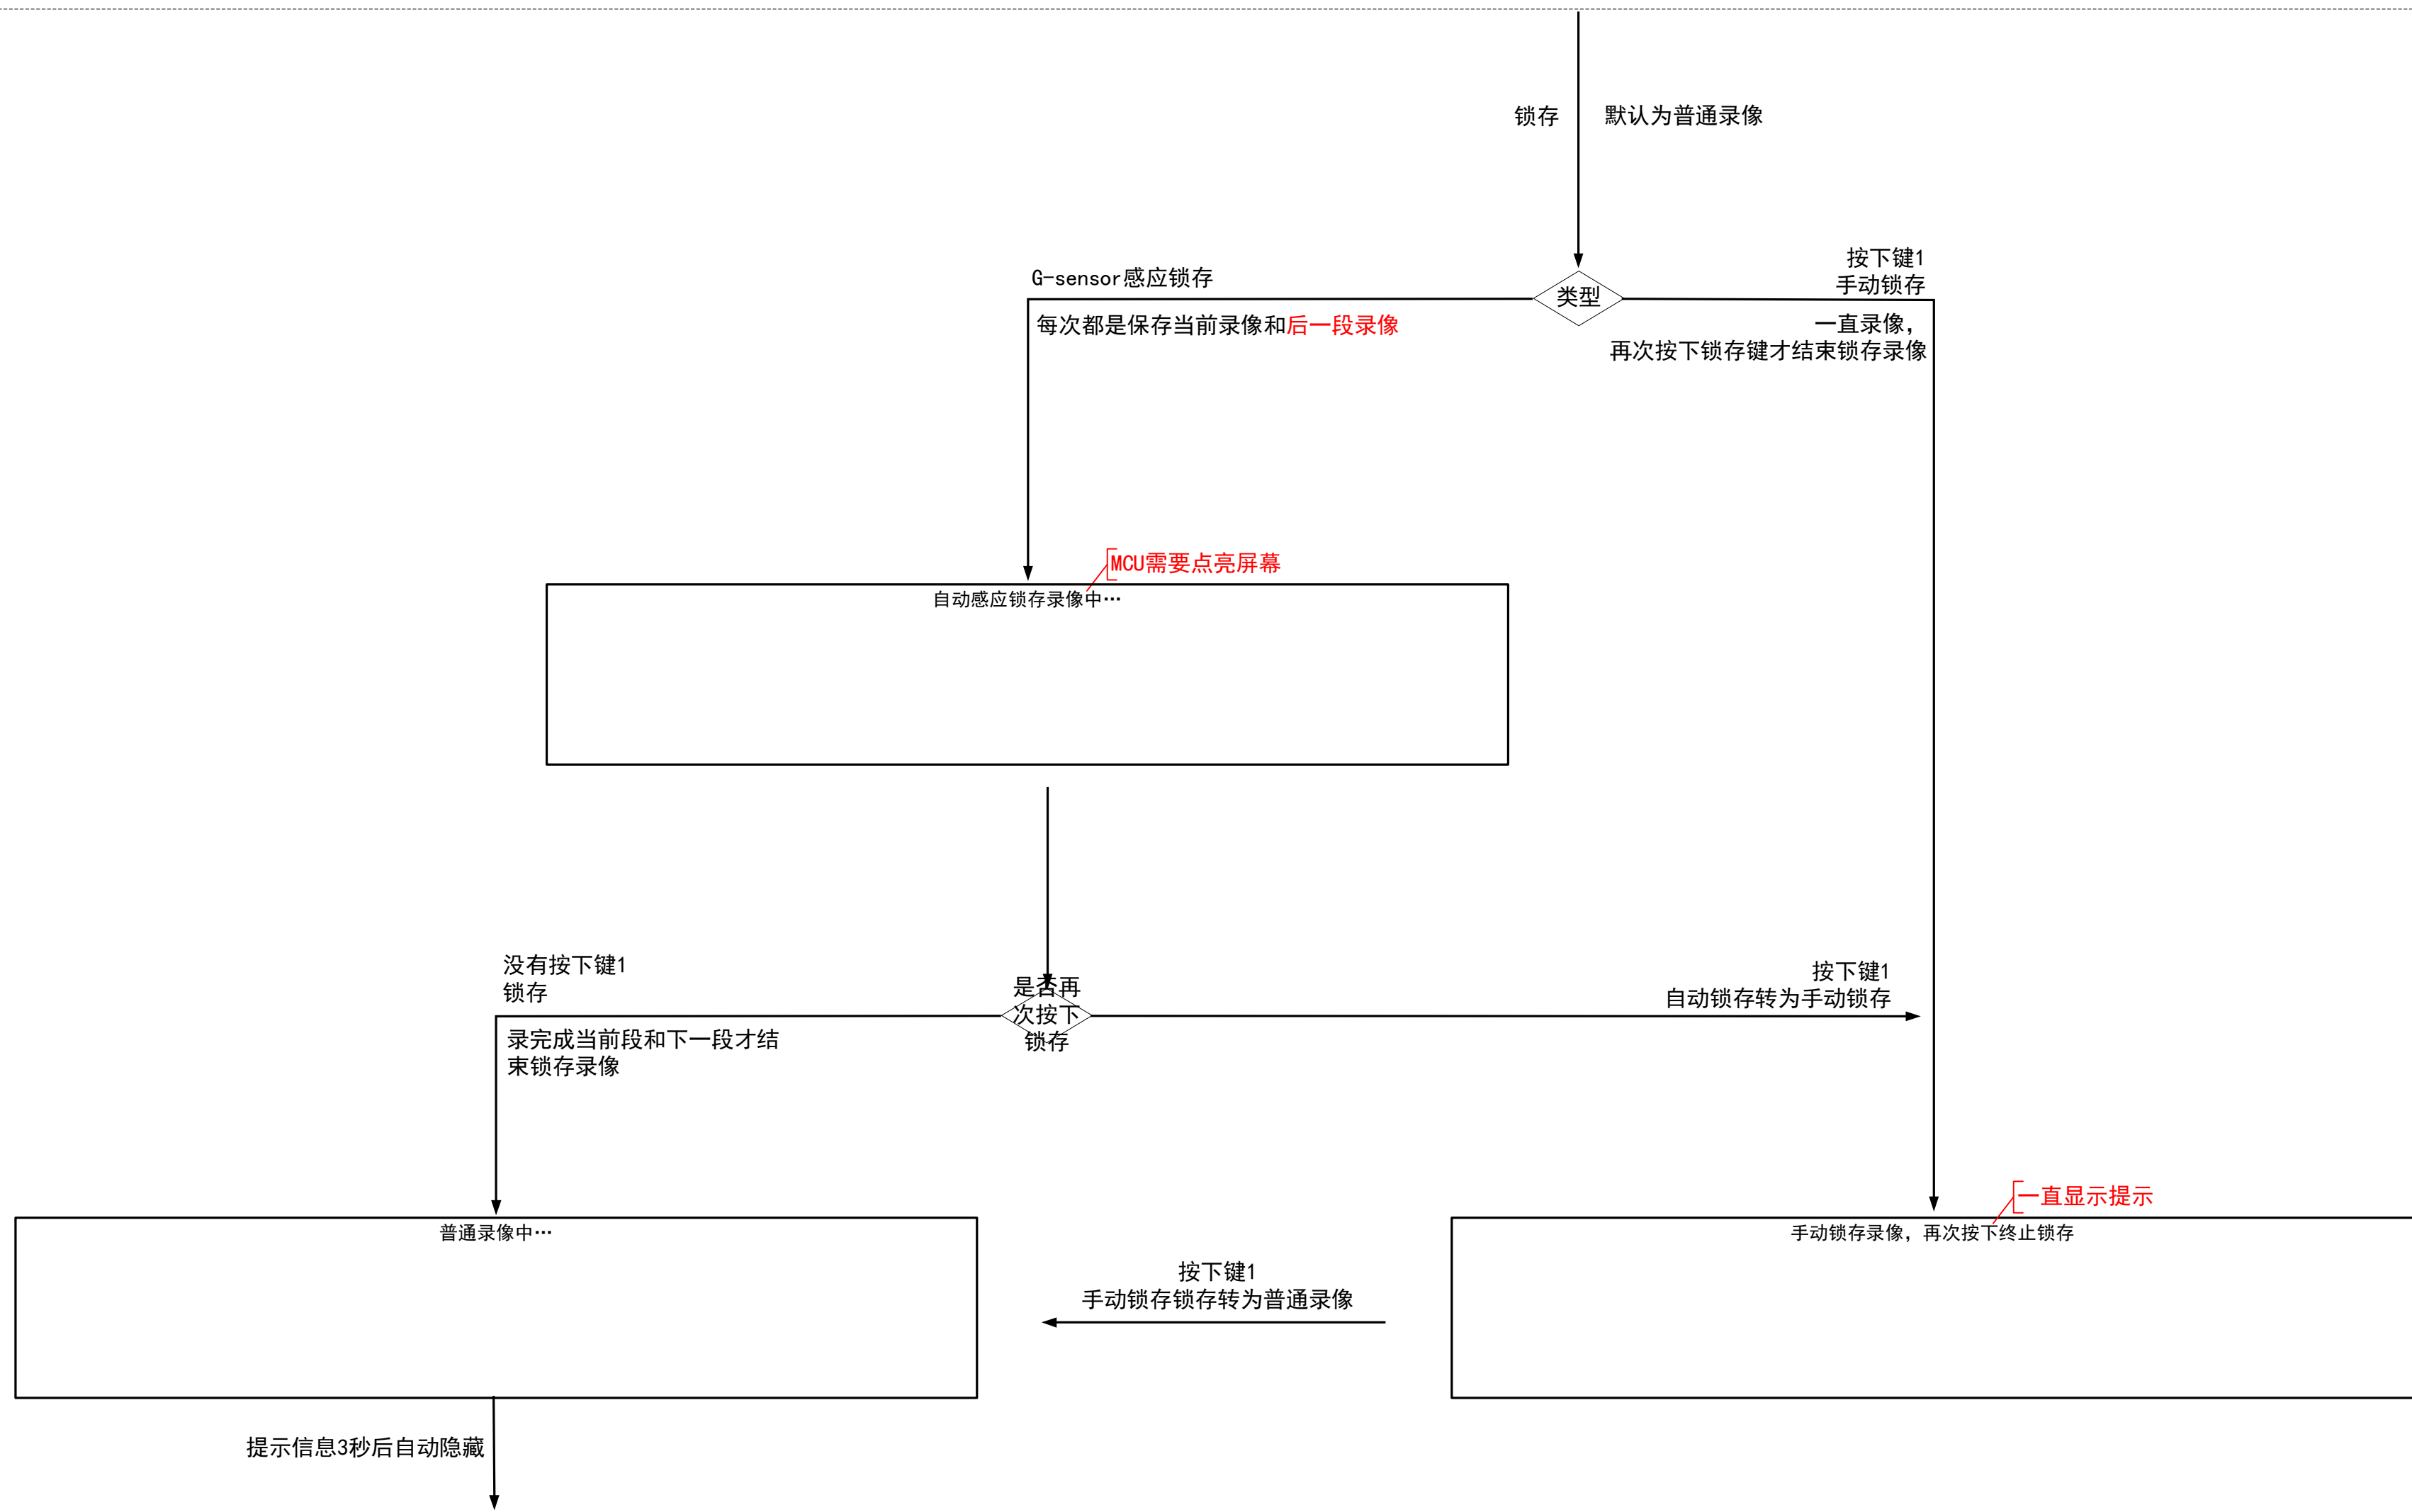 锁存
默认为普通录像
按下键1
手动锁存
G-sensor感应锁存
类型
每次都是保存当前录像和后一段录像
一直录像，
再次按下锁存键才结束锁存录像
MCU需要点亮屏幕
自动感应锁存录像中…
没有按下键1
锁存
是否再
次按下
锁存
按下键1
自动锁存转为手动锁存
录完成当前段和下一段才结
束锁存录像
一直显示提示
普通录像中…
手动锁存录像，再次按下终止锁存
按下键1
手动锁存锁存转为普通录像
提示信息3秒后自动隐藏